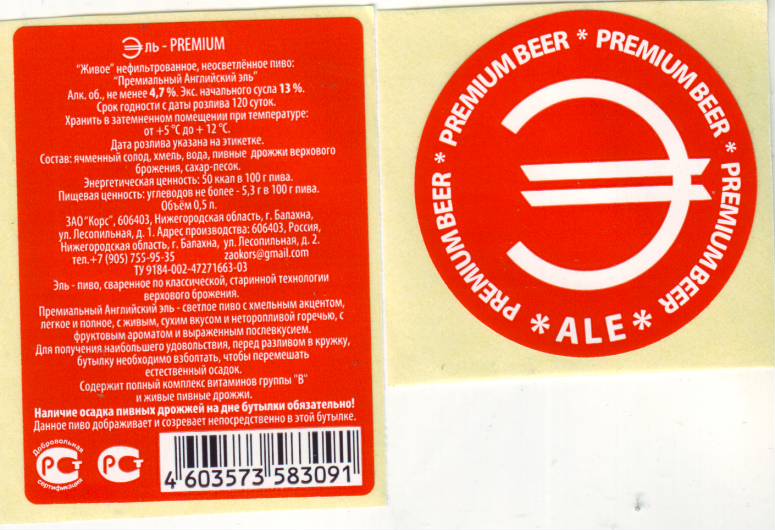 Эль - PREMIUM
"Живое" нефильтрованное, неосветлённое пиво:
"Премиальный Английский эль"
Алк. об., не менее 4,7 %. Экс. начального сусла 13 %.
Срок годности с даты розлива 120 суток.
Хранить в затемненном помещении при температуре:
от +5 °С до + 12 °С.
Дата розлива указана на этикетке.
Состав: ячменный солод, хмель, вода, пивные дрожжи верхового
брожения, сахар-песок.
Энергетическая ценность: 50 ккал в 100 г пива.
Пищевая ценность: углеводов не более - 5,3 г в 100 г пива.
Объём 0,5 л.
ЗАО "Корс", 606403, Нижегородская область, г. Балахна,
ул. Лесопильная, д. 1. Адрес производства: 606403, Россия,
Нижегородская область, г. Балахна, ул. Лесопильная, д. 2.
тел.+7 (905) 755-95-35 zaokors@gmail.com
ТУ 9184-002-47271663-03
Эль - пиво, сваренное по классической, старинной технологии
верхового брожения.
Премиальный Английский эль - светлое пиво с хмельным акцентом,
легкое и полное, с живым, сухим вкусом и неторопливой горечью, с
фруктовым ароматом и выраженным послевкусием.
Для получения наибольшего удовольствия, перед разливом в кружку,
бутылку необходимо взболтать, чтобы перемешать
естественный осадок.
Содержит полный комплекс витаминов группы "В"
и живые пивные дрожжи.
Наличие осадка пивных дрожжей на дне бутылки обязательно!
Данное пиво дображивает и созревает непосредственно в этой бутылке.
Добровольная
РСТ
сертификация
РСТ
4 603573 583091
PREMIUM BEER * PREMIUM BEER * PREMIUM BEER * PREMIUM BEER
Э
* ALE *